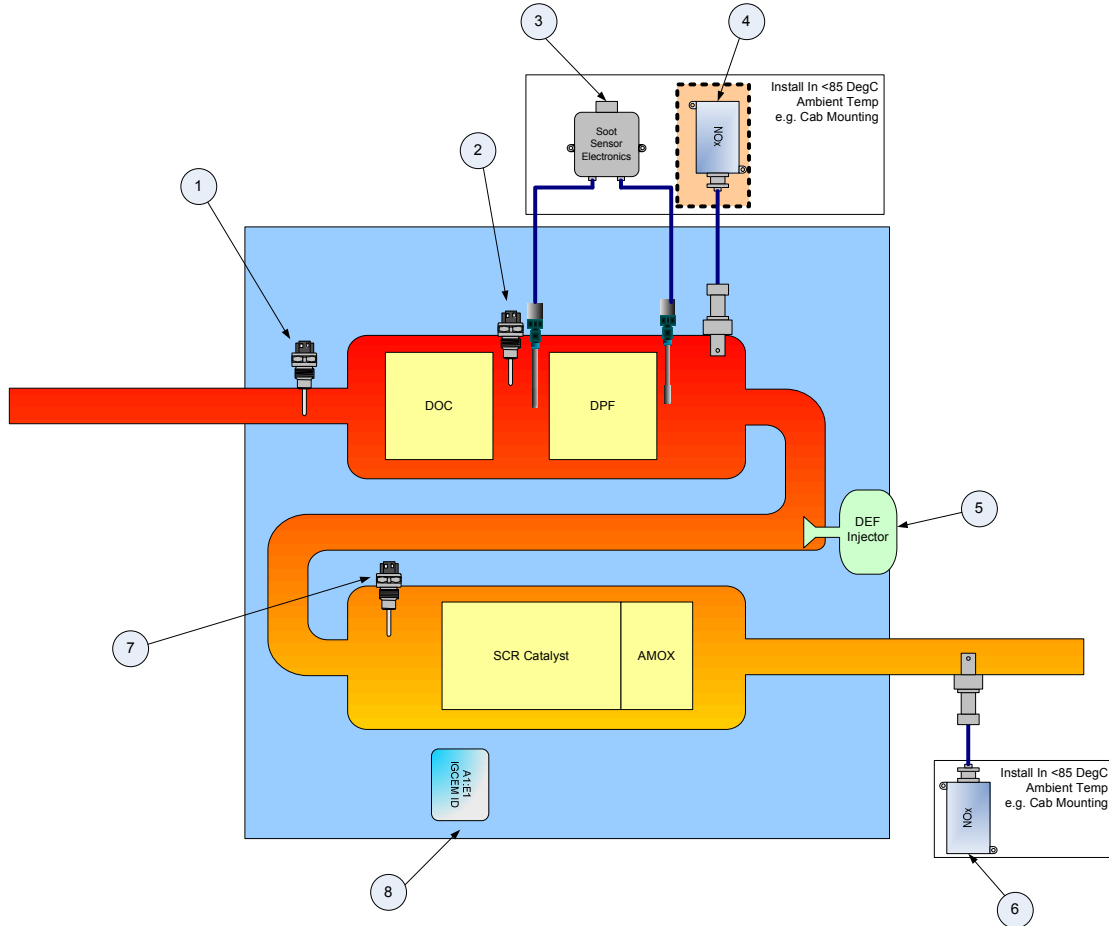 3
4
Install In <85 DegC
Ambient Temp
e.g. Cab Mounting
Soot
Sensor
Electronics
NOx
2
1
DOC
DPF
5
DEF
Injector
7
SCR Catalyst
AMOX
A1:E1
IGCEM ID
Install In <85 DegC
Ambient Temp
e.g. Cab Mounting
NOx
8
6